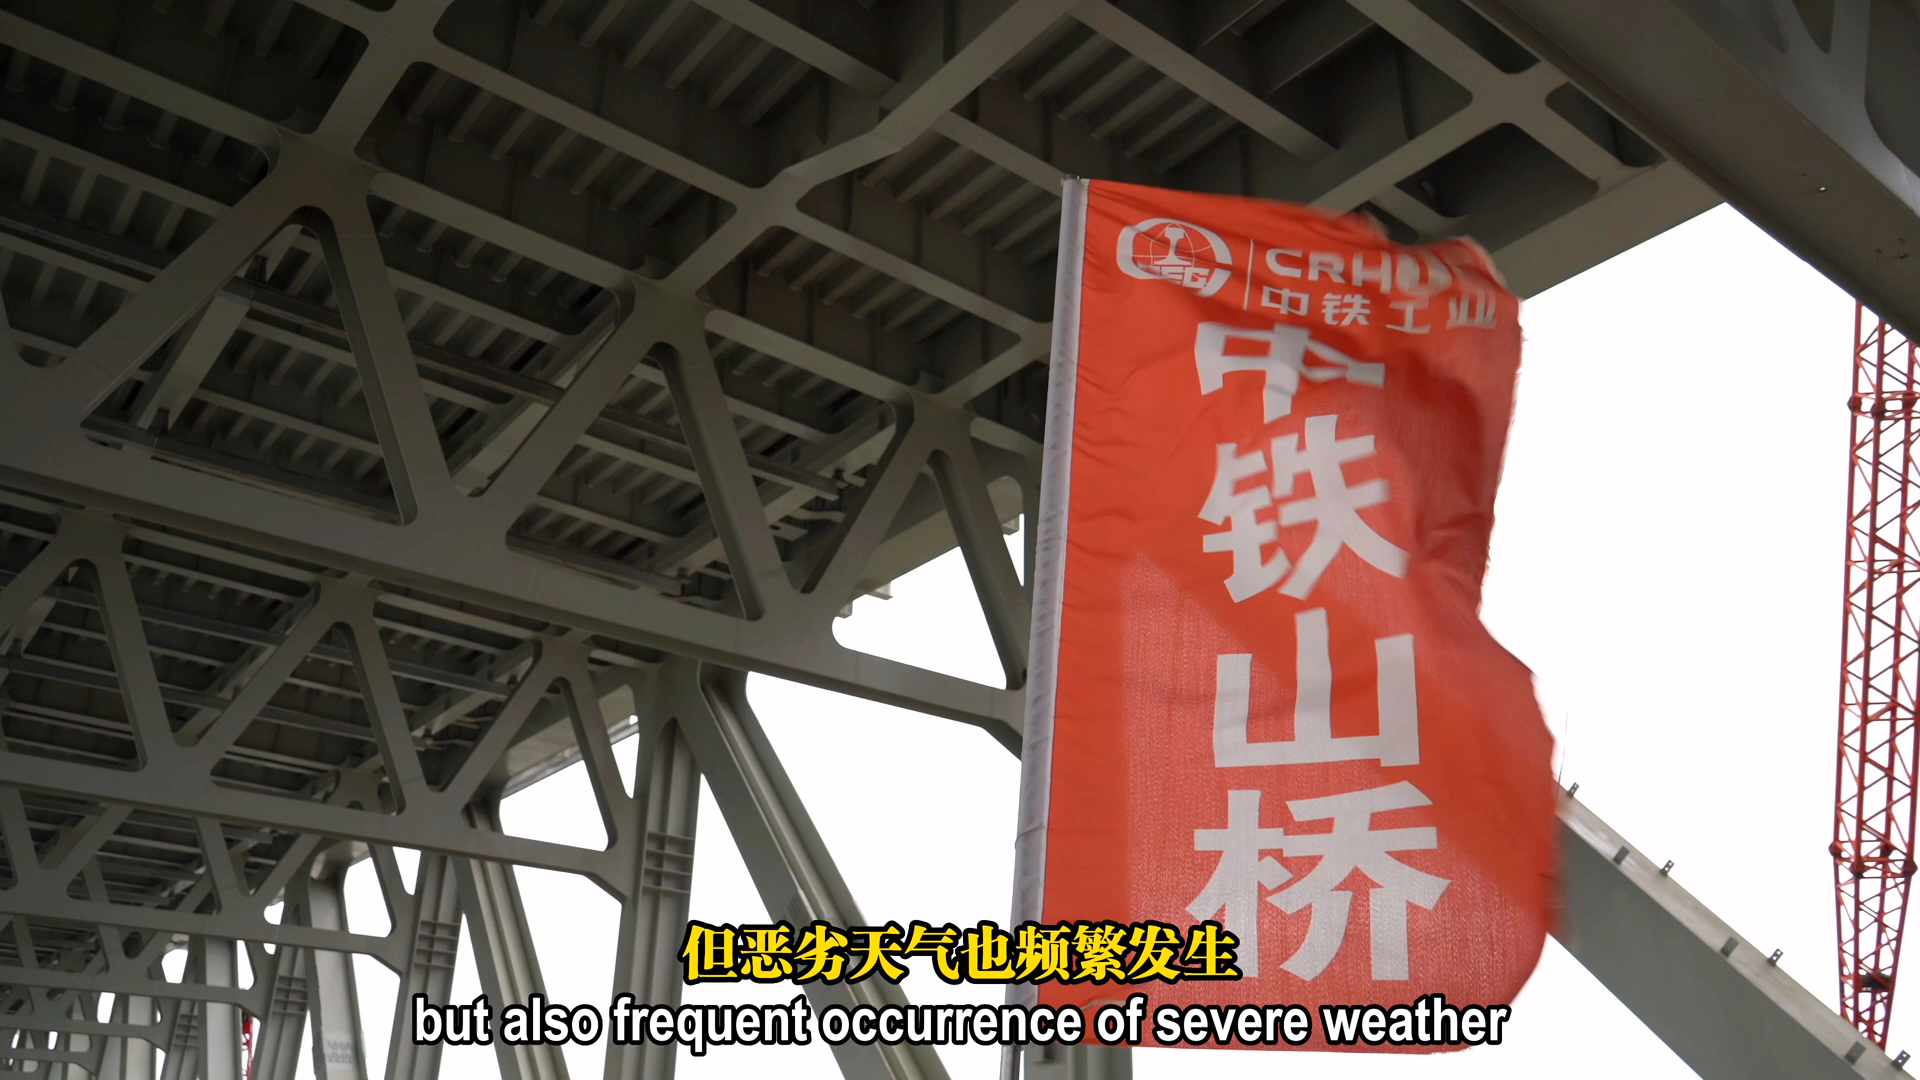 中铁工业
中铁山桥
但恶劣天气也频繁发生
but also frequent occurrence of severe weather